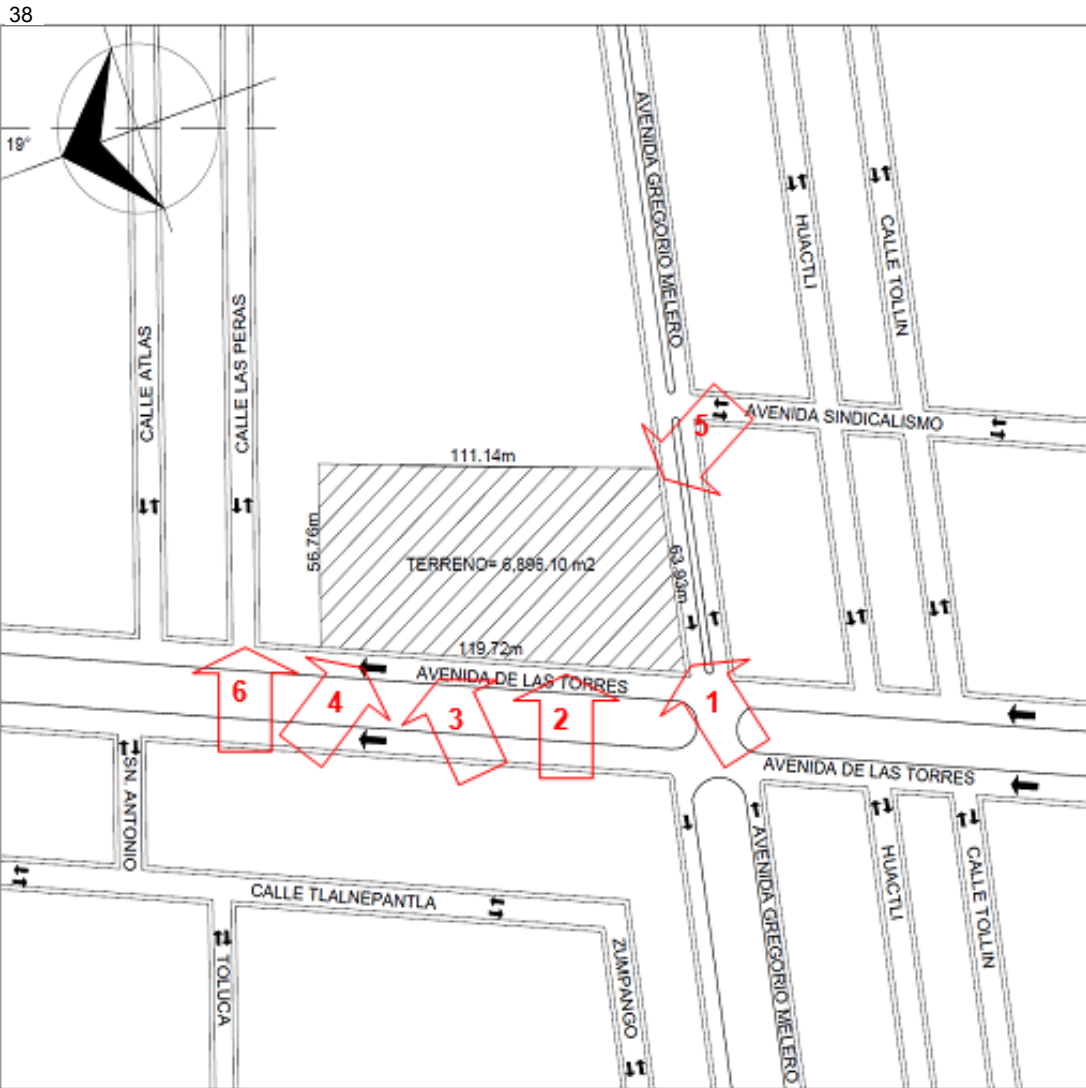 38
19°
CALLE ATLAS
CALLE LAS PERAS
AVENIDA GREGORIO MELERO
HUACTLI
CALLE TOLLIN
5
AVENIDA SINDICALISMO
111.14m
56.76m
TERRENO= 6,896.10 m2
63.93m
119.72m
AVENIDA DE LAS TORRES
6
4
3
2
1
AVENIDA DE LAS TORRES
SN. ANTONIO
CALLE TLALNEPANTLA
TOLUCA
ZUMPANGO
AVENIDA GREGORIO MELERO
HUACTLI
CALLE TOLLIN